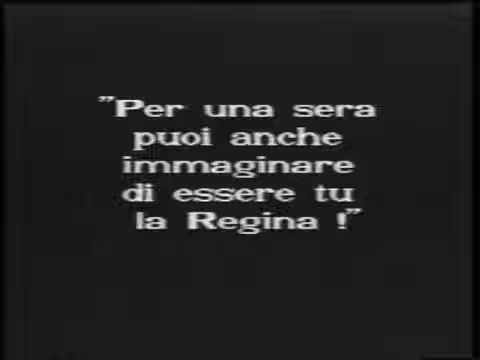 "Per una sera
puoi anche
immaginare
di essere tu
la Regina !"